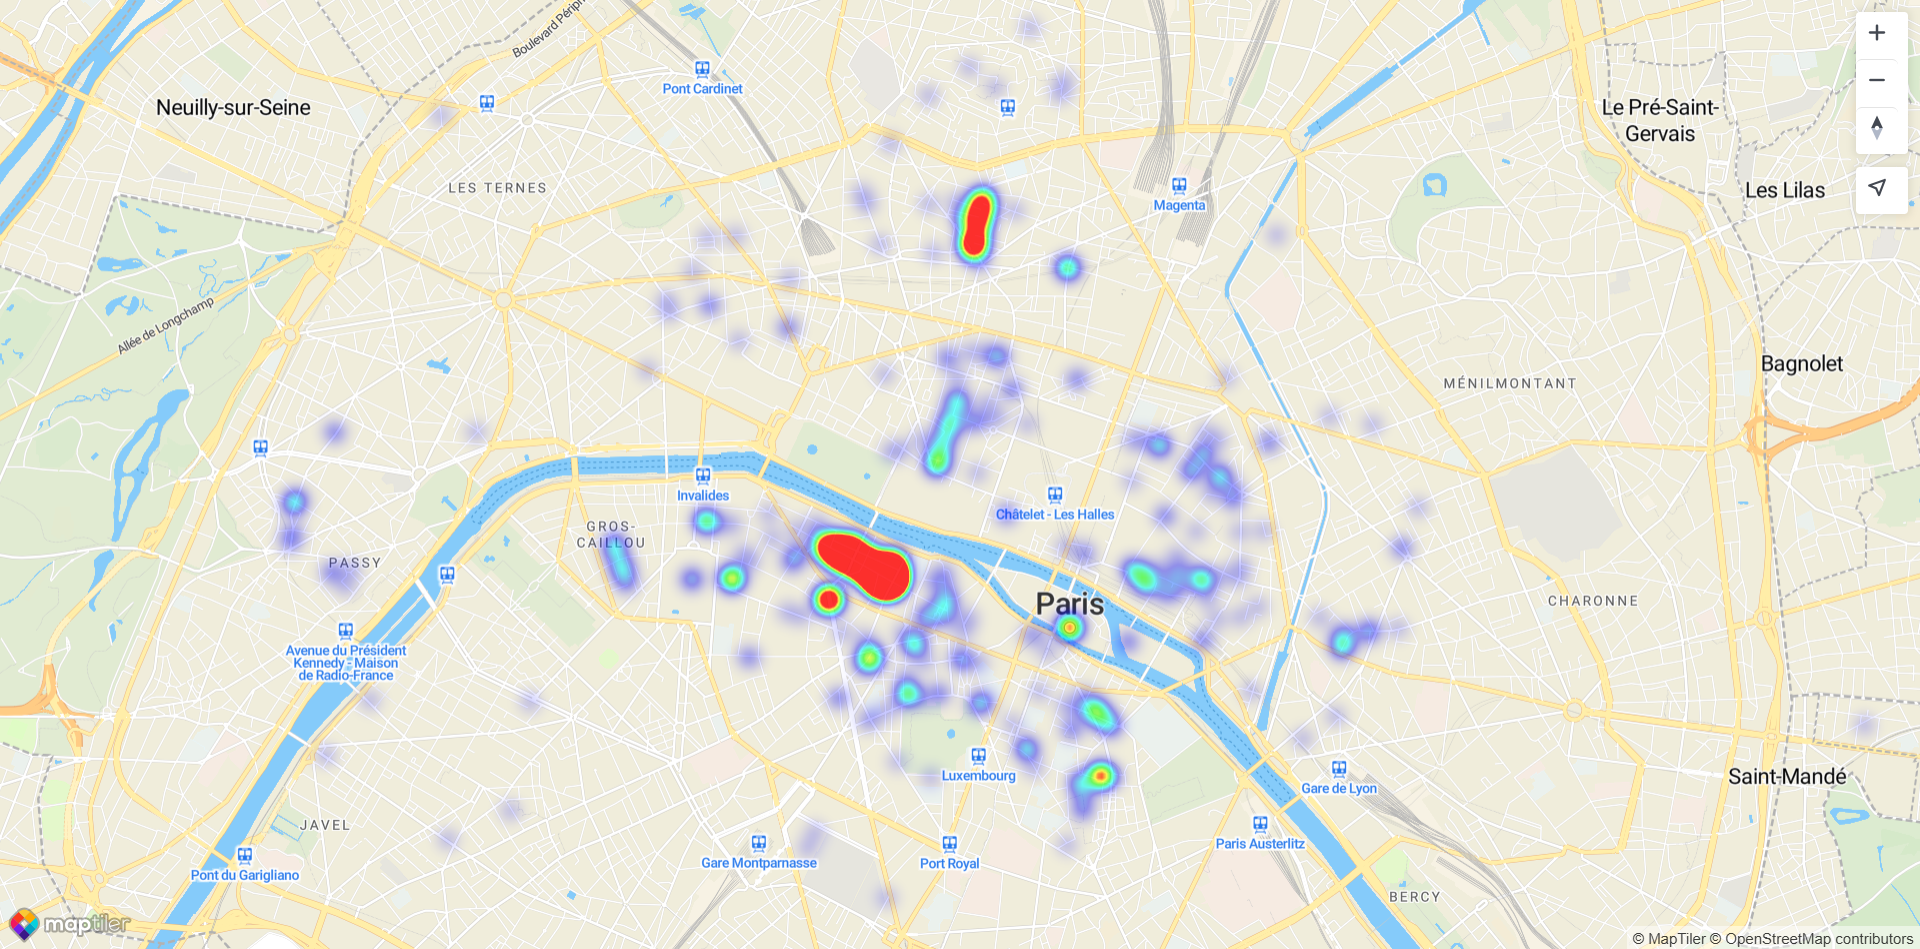 Boulevard Périph
Pont Cardinet
Neuilly-sur-Seine
Le Pré-Saint-
Gervais
LES TERNES
Magenta
Les Lilas
Allée de Longchamp
Bagnolet
MÉNILMONTANT
Invalides
Châtelet - Les Halles
GROS-
CAILLOU
PASSY
Paris
CHARONNE
Avenue du Président
Kennedy - Maison
de Radio-France
Luxembourg
Saint-Mandé
Gare de Lyon
JAVEL
Paris Austerlitz
Gare Montparnasse
Port Royal
Pont du Garigliano
BERCY
maptiler
© MapTiler © OpenStreetMap contributors